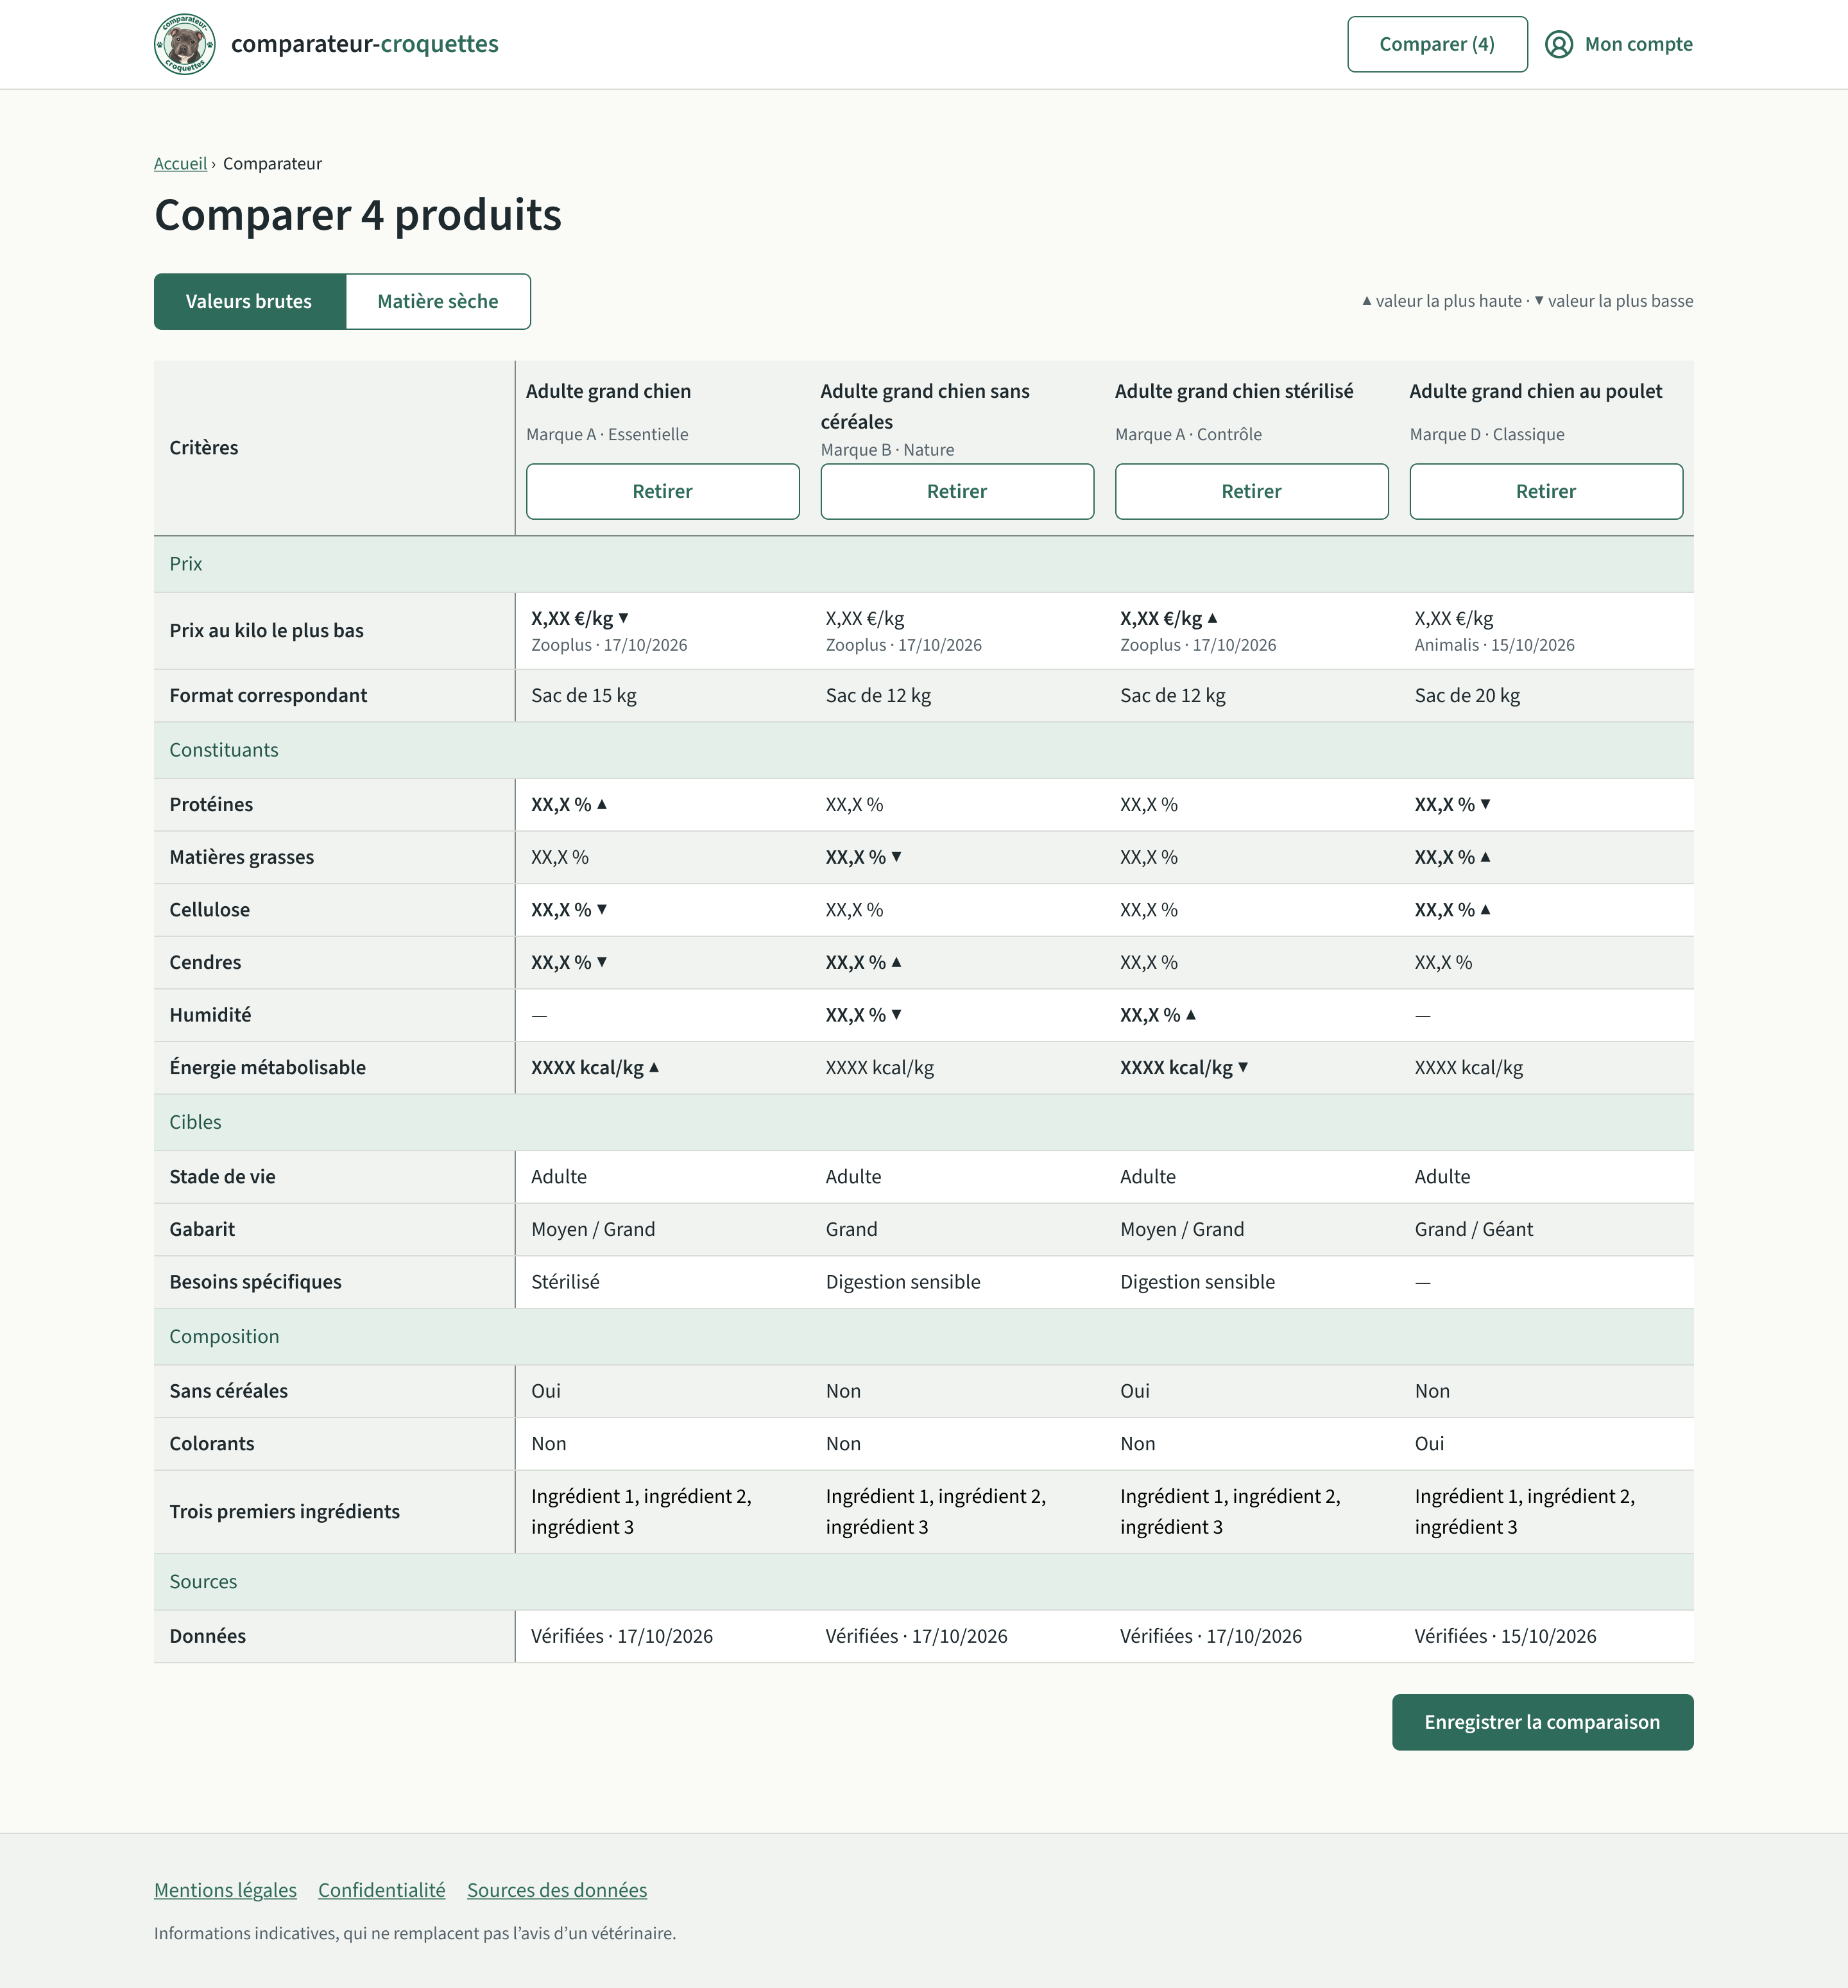 comparateur-
croquettes
comparateur-croquettes
Comparer (4)
Mon compte
Accueil › Comparateur
Comparer 4 produits
Valeurs brutes
Matière sèche
▲ valeur la plus haute · ▼ valeur la plus basse
Critères
Adulte grand chien
Marque A · Essentielle
Retirer
Adulte grand chien sans
céréales
Marque B · Nature
Retirer
Adulte grand chien stérilisé
Marque A · Contrôle
Retirer
Adulte grand chien au poulet
Marque D · Classique
Retirer
Prix
Prix au kilo le plus bas
X,XX €/kg ▼
Zooplus · 17/10/2026
X,XX €/kg
Zooplus · 17/10/2026
X,XX €/kg ▲
Zooplus · 17/10/2026
X,XX €/kg
Animalis · 15/10/2026
Format correspondant Sac de 15 kg Sac de 12 kg Sac de 12 kg Sac de 20 kg
Constituants
Protéines XX,X % ▲ XX,X % XX,X % XX,X % ▼
Matières grasses XX,X % XX,X % ▼ XX,X % XX,X % ▲
Cellulose XX,X % ▼ XX,X % XX,X % XX,X % ▲
Cendres XX,X % ▼ XX,X % ▲ XX,X % XX,X %
Humidité — XX,X % ▼ XX,X % ▲ —
Énergie métabolisable XXXX kcal/kg ▲ XXXX kcal/kg XXXX kcal/kg ▼ XXXX kcal/kg
Cibles
Stade de vie Adulte Adulte Adulte Adulte
Gabarit Moyen / Grand Grand Moyen / Grand Grand / Géant
Besoins spécifiques Stérilisé Digestion sensible Digestion sensible —
Composition
Sans céréales Oui Non Oui Non
Colorants Non Non Non Oui
Trois premiers ingrédients
Ingrédient 1, ingrédient 2,
ingrédient 3
Ingrédient 1, ingrédient 2,
ingrédient 3
Ingrédient 1, ingrédient 2,
ingrédient 3
Ingrédient 1, ingrédient 2,
ingrédient 3
Sources
Données Vérifiées · 17/10/2026 Vérifiées · 17/10/2026 Vérifiées · 17/10/2026 Vérifiées · 15/10/2026
Enregistrer la comparaison
Mentions légales Confidentialité Sources des données
Informations indicatives, qui ne remplacent pas l’avis d’un vétérinaire.